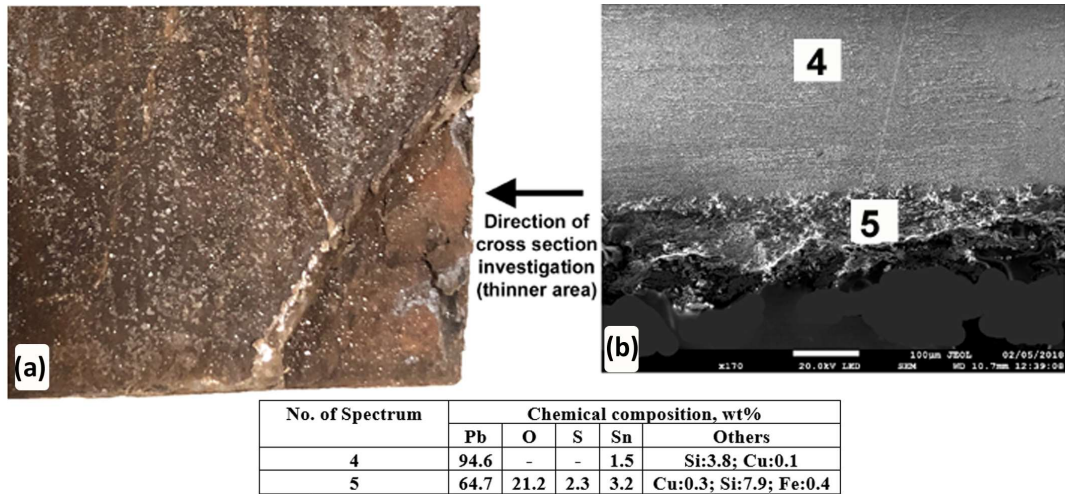 (a)
Direction of
cross section
investigation
(thinner area)
4
5
(b)
100µm JEOL 02/05/2018
x170 20.0kV LED SEM WD 10.7mm 12:39:08
No. of Spectrum Chemical composition, wt%
Pb O S Sn Others
4 94.6 - - 1.5 Si:3.8; Cu:0.1
5 64.7 21.2 2.3 3.2 Cu:0.3; Si:7.9; Fe:0.4